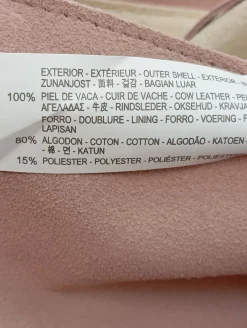 EXTERIOR - EXTÉRIEUR - OUTER SHELL - EXTERIOR -
ZUNANJOST - 面料 - 겉감 - BAGIAN LUAR
100% PIEL DE VACA - CUIR DE VACHE - COW LEATHER -
ΑΓΕΛΑΔΑΣ - 牛皮 - RINDSLEDER - OKSEHUD - KRAVJA
FORRO - DOUBLURE - LINING - FORRO - VOERING -
LAPISAN
80% ALGODON - COTON - COTTON - ALGODÃO - KATOEN -
- 棉 - 면 - KATUN
15% POLIESTER - POLYESTER - POLYESTER - POLIÉSTER -